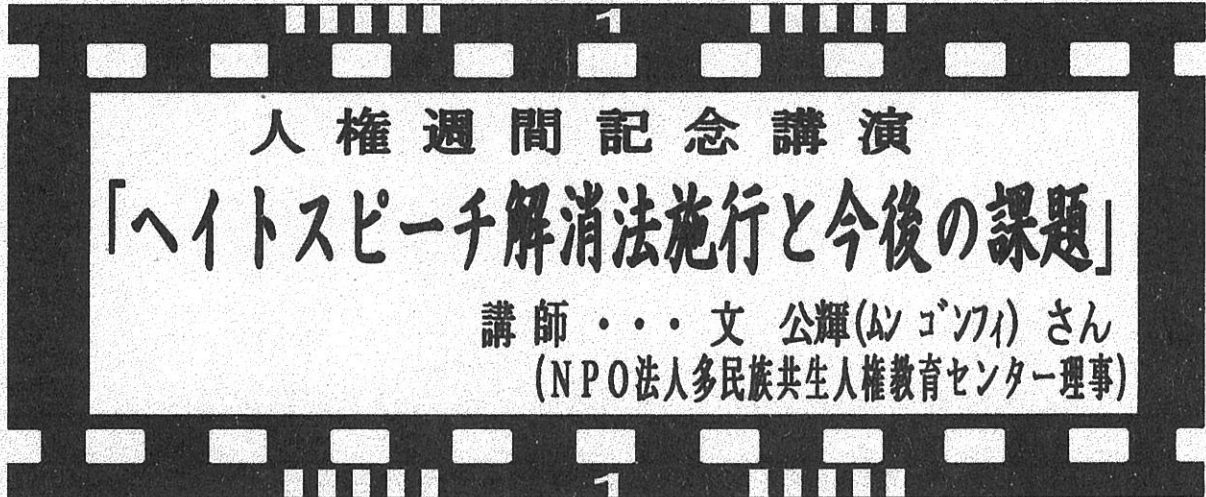 1
人権週間記念講演
「ヘイトスピーチ解消法施行と今後の課題」
講師・・・文 公輝(ムン ゴンフィ) さん
(NPO法人多民族共生人権教育センター理事)
1